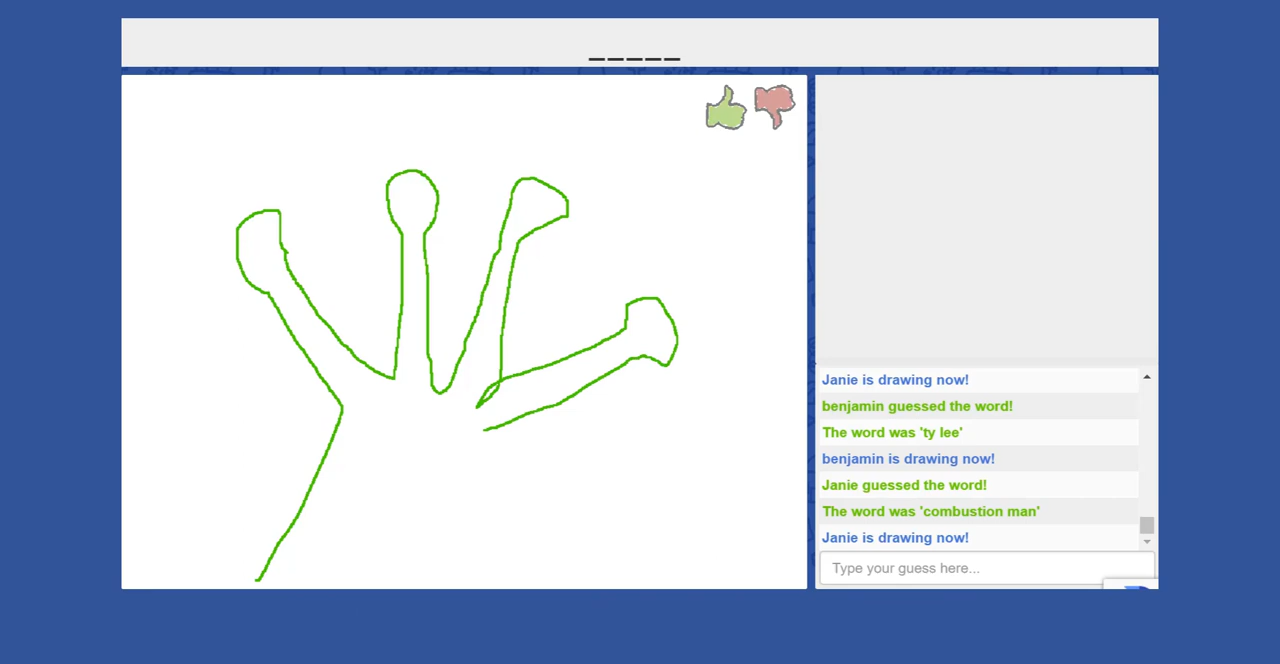 _____
Janie is drawing now!
benjamin guessed the word!
The word was 'ty lee'
benjamin is drawing now!
Janie guessed the word!
The word was 'combustion man'
Janie is drawing now!
Type your guess here...